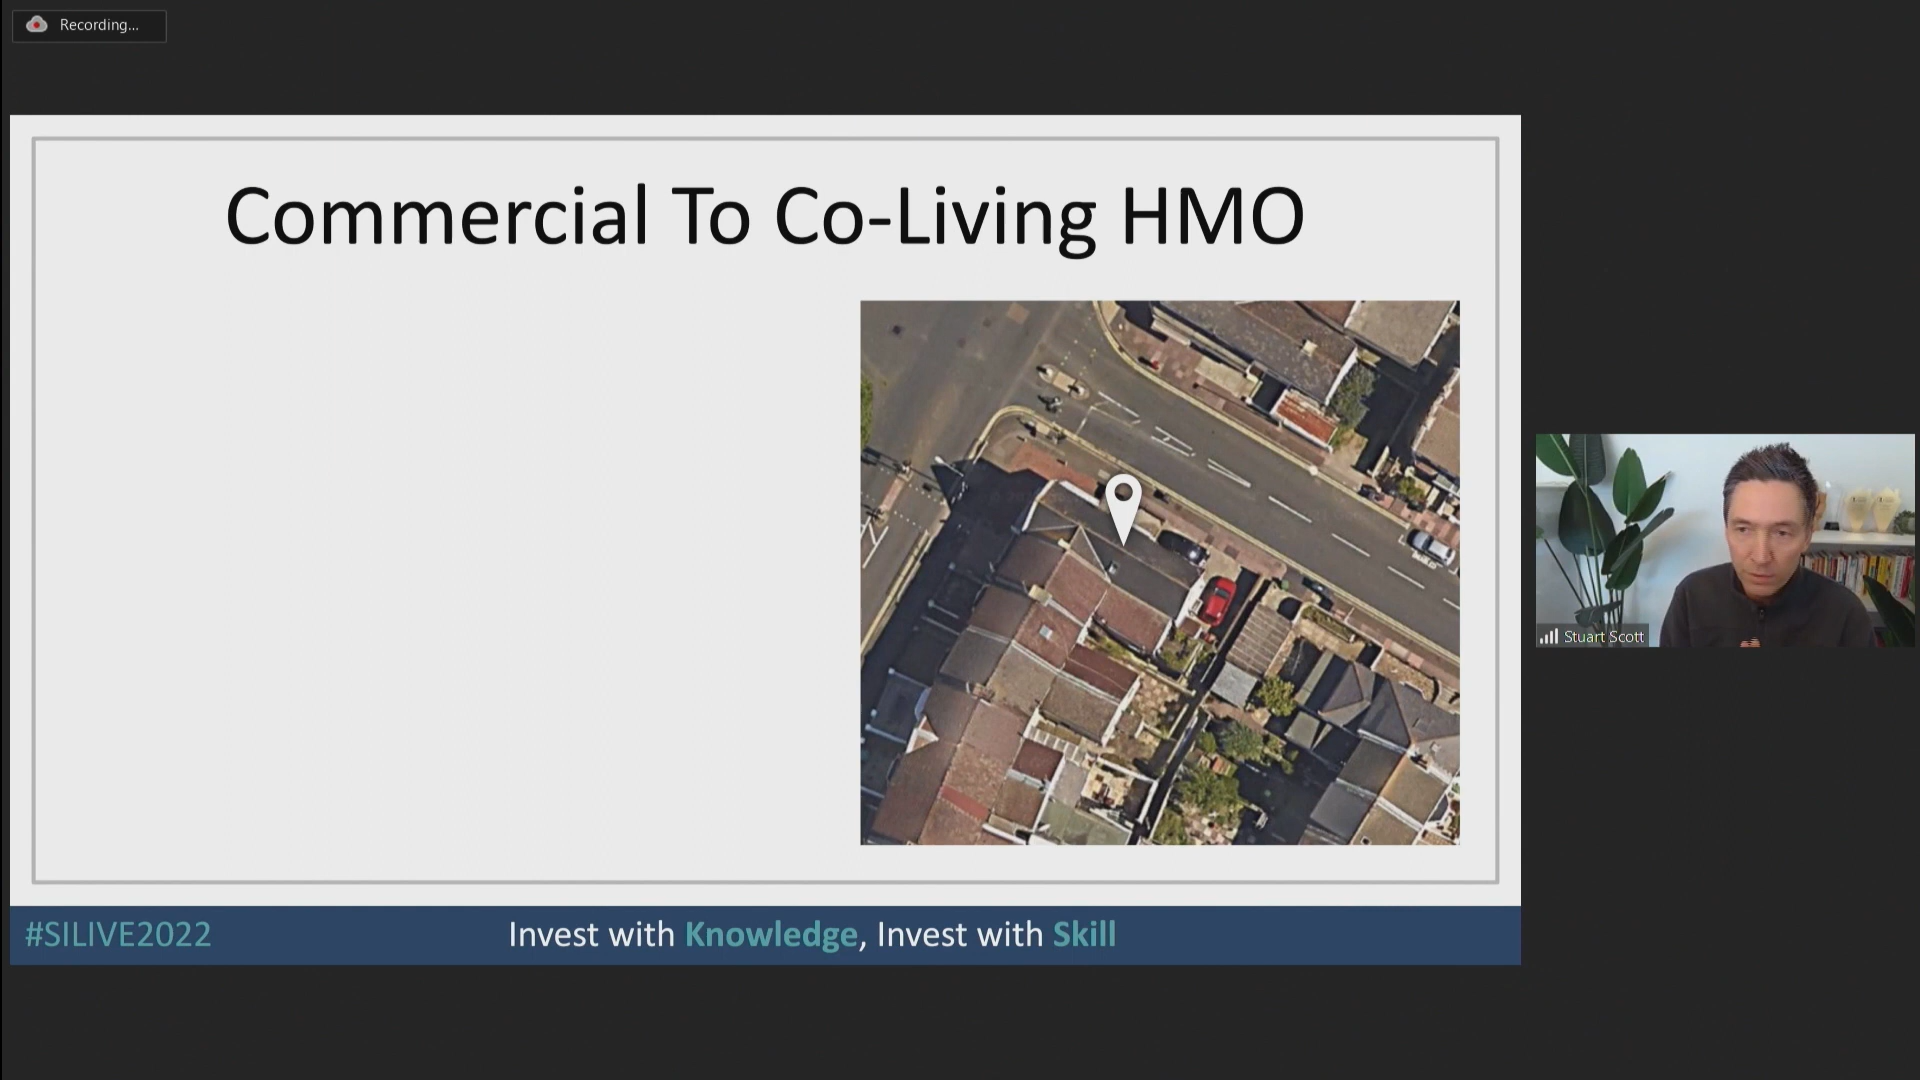 Recording...
Commercial To Co-Living HMO
Stuart Scott
#SILIVE2022
Invest with Knowledge, Invest with Skill